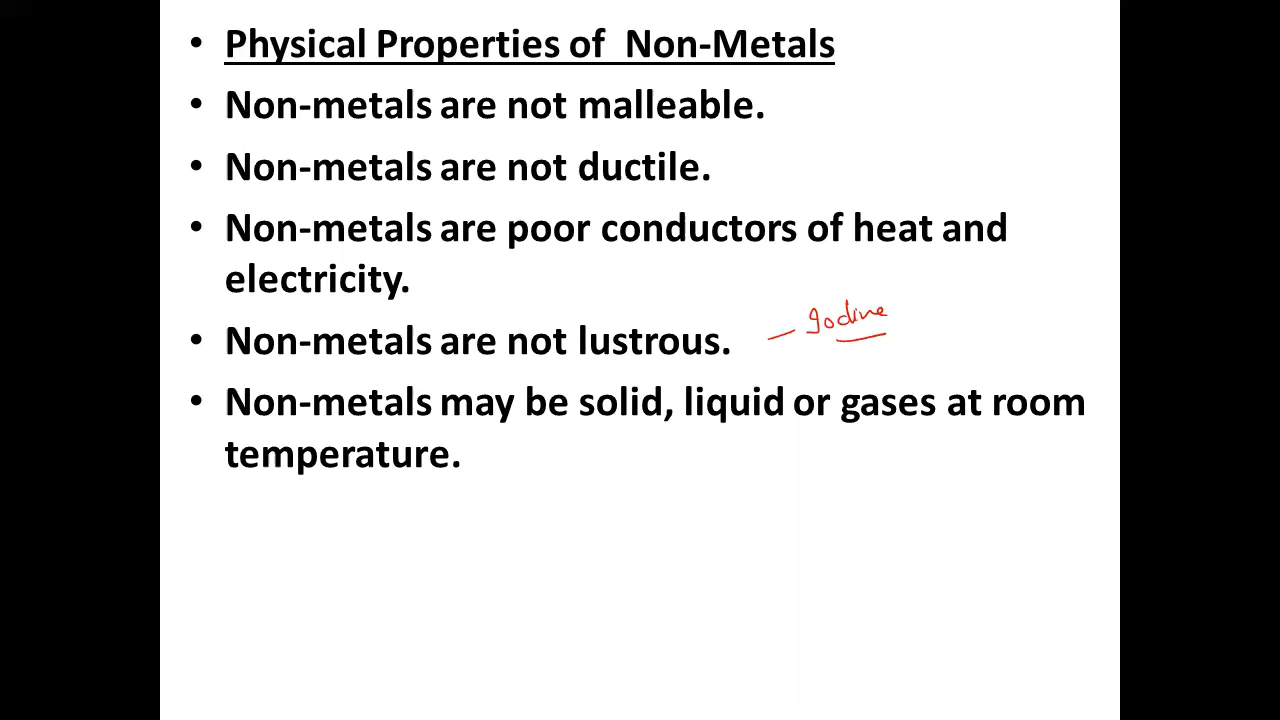 • Physical Properties of Non-Metals
• Non-metals are not malleable.
• Non-metals are not ductile.
• Non-metals are poor conductors of heat and
electricity.
• Non-metals are not lustrous. – Iodine
• Non-metals may be solid, liquid or gases at room
temperature.